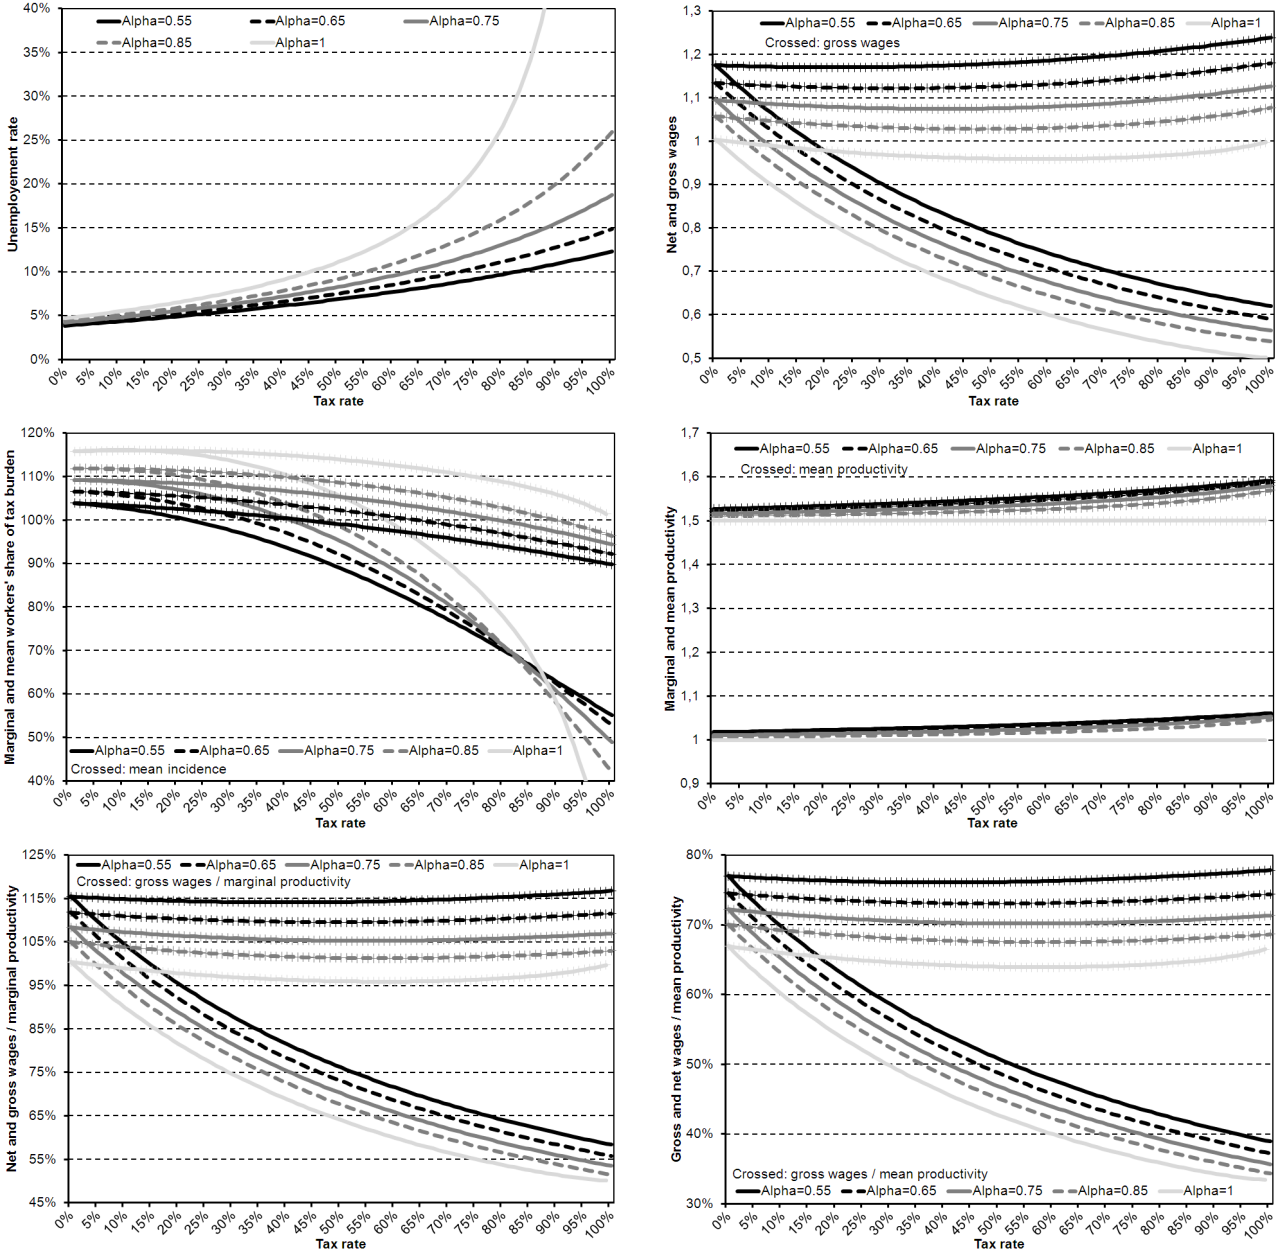 Alpha=0.55 Alpha=0.65 Alpha=0.75
Alpha=0.85 Alpha=1
40%
35%
30%
25%
20%
15%
10%
5%
0%
Unemployement rate
0% 5% 10% 15% 20% 25% 30% 35% 40% 45% 50% 55% 60% 65% 70% 75% 80% 85% 90% 95% 100%
Tax rate
Alpha=0.55 Alpha=0.65 Alpha=0.75 Alpha=0.85 Alpha=1
Crossed: gross wages
1,3
1,2
1,1
1
0,9
0,8
0,7
0,6
0,5
Net and gross wages
0% 5% 10% 15% 20% 25% 30% 35% 40% 45% 50% 55% 60% 65% 70% 75% 80% 85% 90% 95% 100%
Tax rate
120%
110%
100%
90%
80%
70%
60%
50%
40%
Marginal and mean workers' share of tax burden
Alpha=0.55 Alpha=0.65 Alpha=0.75 Alpha=0.85 Alpha=1
Crossed: mean incidence
0% 5% 10% 15% 20% 25% 30% 35% 40% 45% 50% 55% 60% 65% 70% 75% 80% 85% 90% 95% 100%
Tax rate
Alpha=0.55 Alpha=0.65 Alpha=0.75 Alpha=0.85 Alpha=1
Crossed: mean productivity
1,7
1,6
1,5
1,4
1,3
1,2
1,1
1
0,9
Marginal and mean productivity
0% 5% 10% 15% 20% 25% 30% 35% 40% 45% 50% 55% 60% 65% 70% 75% 80% 85% 90% 95% 100%
Tax rate
Alpha=0.55 Alpha=0.65 Alpha=0.75 Alpha=0.85 Alpha=1
Crossed: gross wages / marginal productivity
125%
115%
105%
95%
85%
75%
65%
55%
45%
Net and gross wages / marginal productivity
0% 5% 10% 15% 20% 25% 30% 35% 40% 45% 50% 55% 60% 65% 70% 75% 80% 85% 90% 95% 100%
Tax rate
80%
70%
60%
50%
40%
30%
Gross and net wages / mean productivity
Crossed: gross wages / mean productivity
Alpha=0.55 Alpha=0.65 Alpha=0.75 Alpha=0.85 Alpha=1
0% 5% 10% 15% 20% 25% 30% 35% 40% 45% 50% 55% 60% 65% 70% 75% 80% 85% 90% 95% 100%
Tax rate